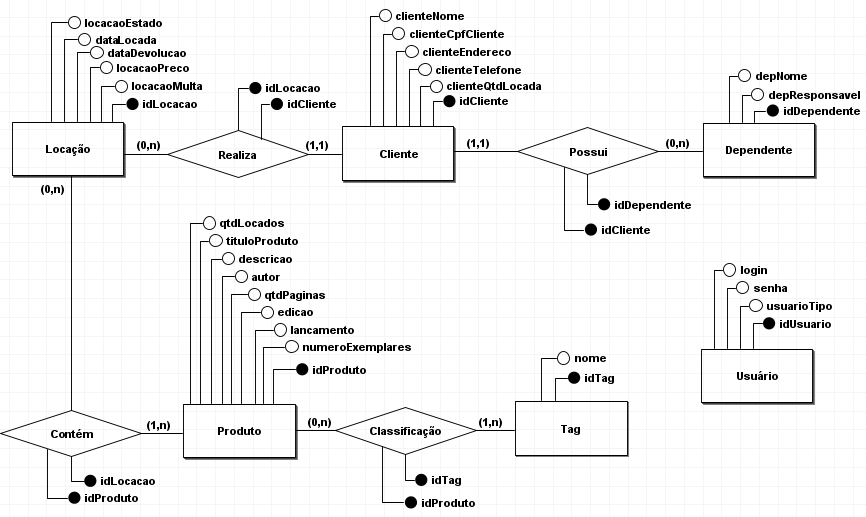 locacaoEstado
dataLocada
dataDevolucao
locacaoPreco
locacaoMulta
idLocacao
Locação
(0,n)
(0,n)
idLocacao
idCliente
Realiza
(1,1)
clienteNome
clienteCpfCliente
clienteEndereco
clienteTelefone
clienteQtdLocada
idCliente
Cliente
(1,1)
Possui
idDependente
idCliente
(0,n)
depNome
depResponsavel
idDependente
Dependente
qtdLocados
tituloProduto
descricao
autor
qtdPaginas
edicao
lancamento
numeroExemplares
idProduto
Produto
Contém
(1,n)
idLocacao
idProduto
(0,n)
Classificação
(1,n)
idTag
idProduto
nome
idTag
Tag
login
senha
usuarioTipo
idUsuario
Usuário